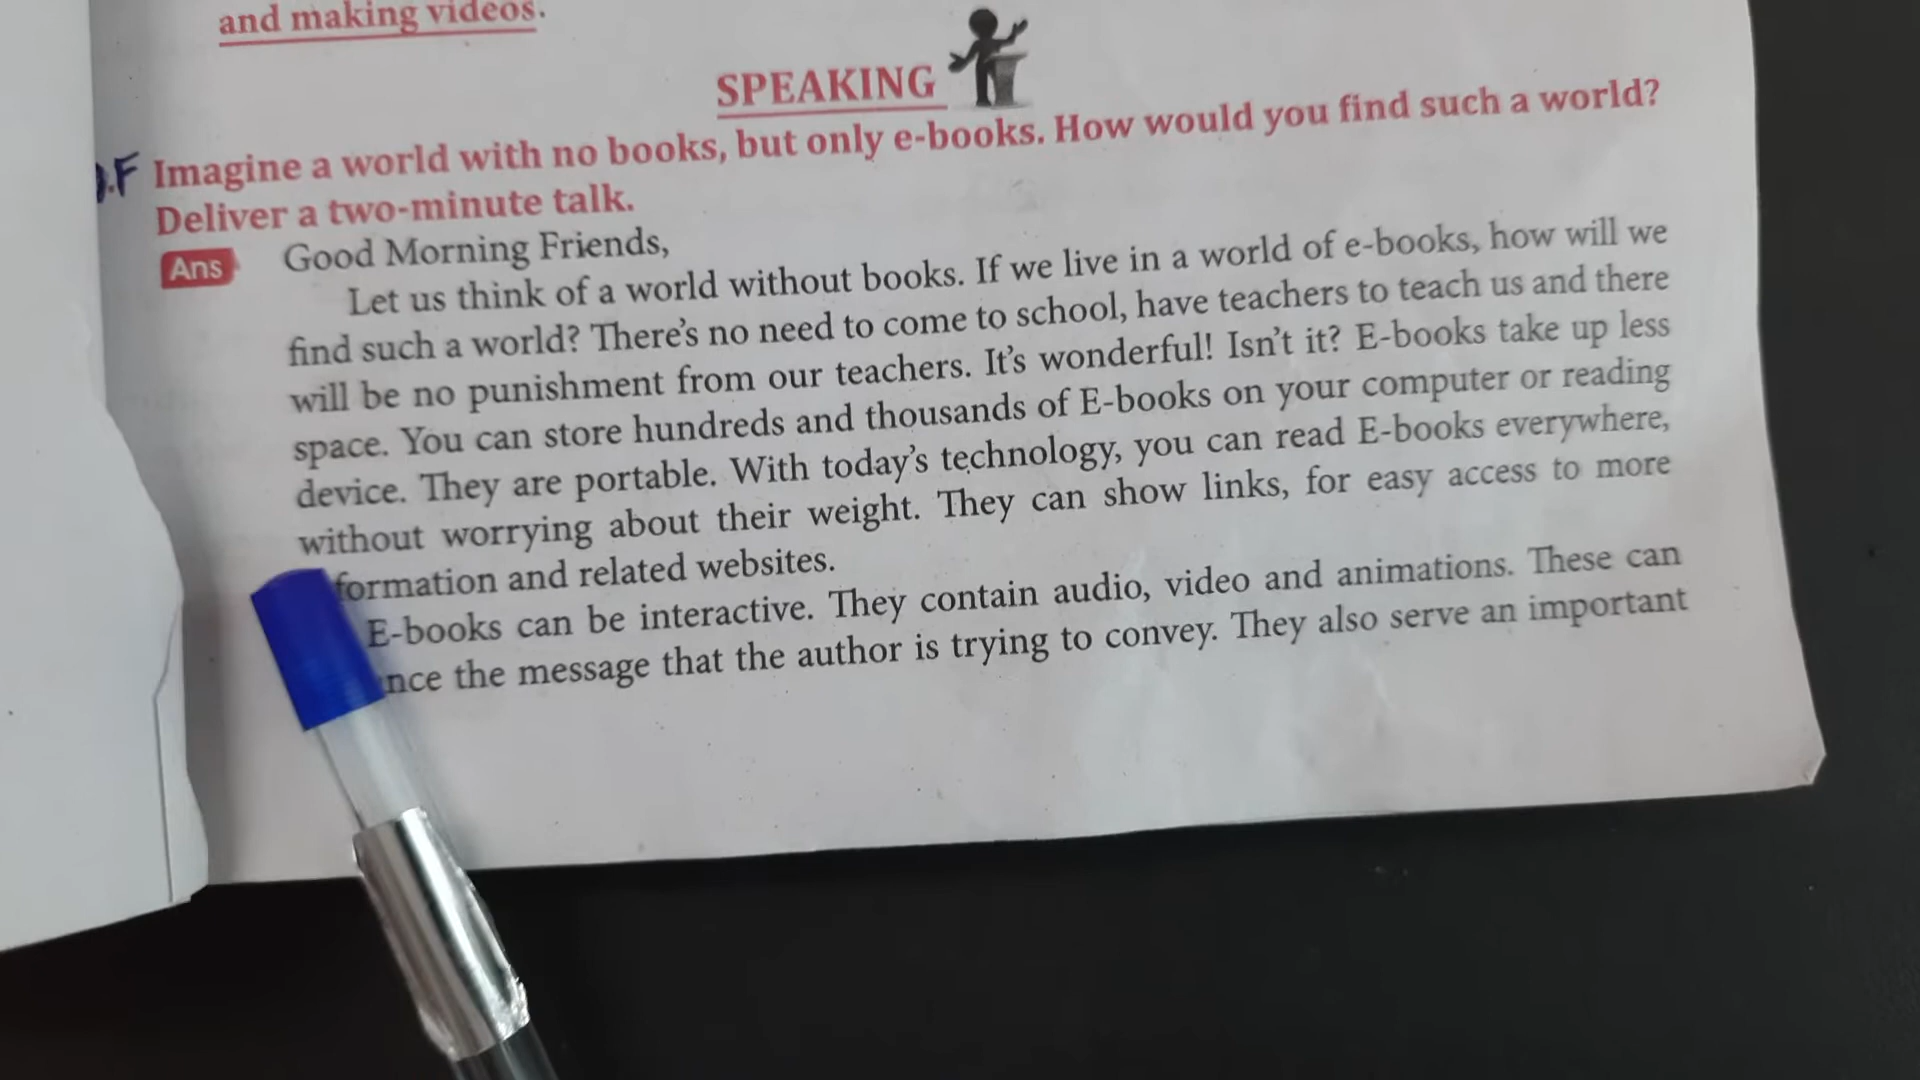 and making videos.
SPEAKING
.F Imagine a world with no books, but only e-books. How would you find such a world?
Deliver a two-minute talk.
Ans Good Morning Friends,
Let us think of a world without books. If we live in a world of e-books, how will we
find such a world? There's no need to come to school, have teachers to teach us and there
will be no punishment from our teachers. It's wonderful! Isn't it? E-books take up less
space. You can store hundreds and thousands of E-books on your computer or reading
device. They are portable. With today's technology, you can read E-books everywhere,
without worrying about their weight. They can show links, for easy access to more
formation and related websites.
E-books can be interactive. They contain audio, video and animations. These can
nce the message that the author is trying to convey. They also serve an important